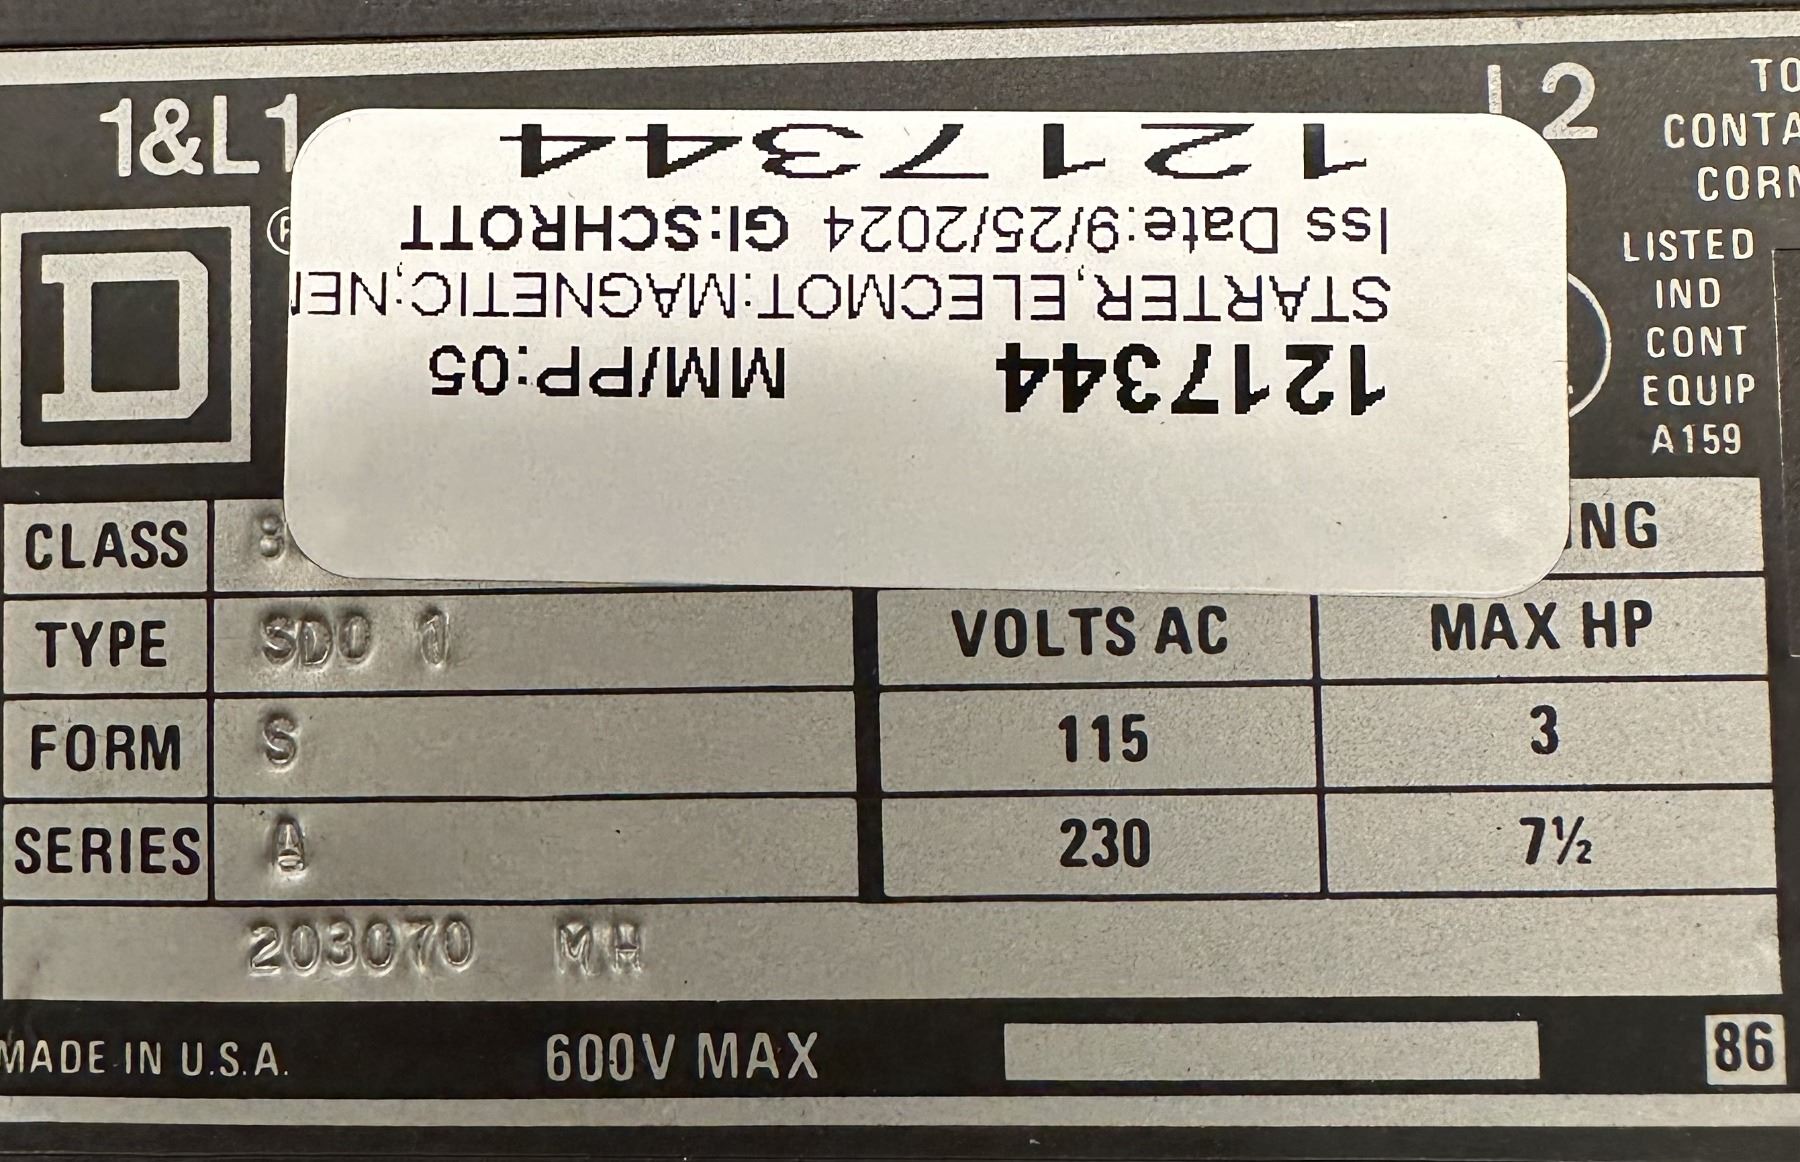 1&L1
L2
TO
CONTA
CORN
®
D
LISTED
IND
CONT
EQUIP
A159
1217344 MM/PP:05
STARTER, ELECMOT:MAGNETIC;NE
Iss Date:9/25/2024 GI:SCHROTT
1217344
CLASS 8
NG
TYPE SDO 1 VOLTS AC MAX HP
FORM S 115 3
SERIES A 230 7½
203070 MH
MADE IN U.S.A. 600V MAX 86